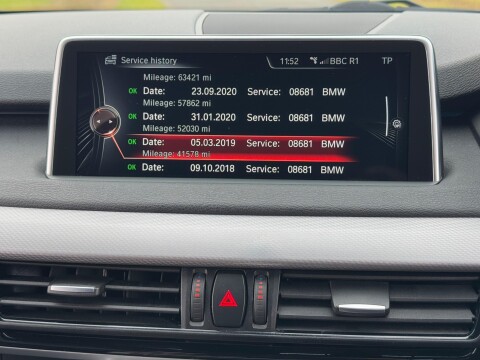 Service history 11:52 BBC R1 TP
Mileage: 63421 mi
OK Date: 23.09.2020 Service: 08681 BMW
Mileage: 57862 mi
OK Date: 31.01.2020 Service: 08681 BMW
Mileage: 52030 mi
OK Date: 05.03.2019 Service: 08681 BMW
Mileage: 41578 mi
OK Date: 09.10.2018 Service: 08681 BMW